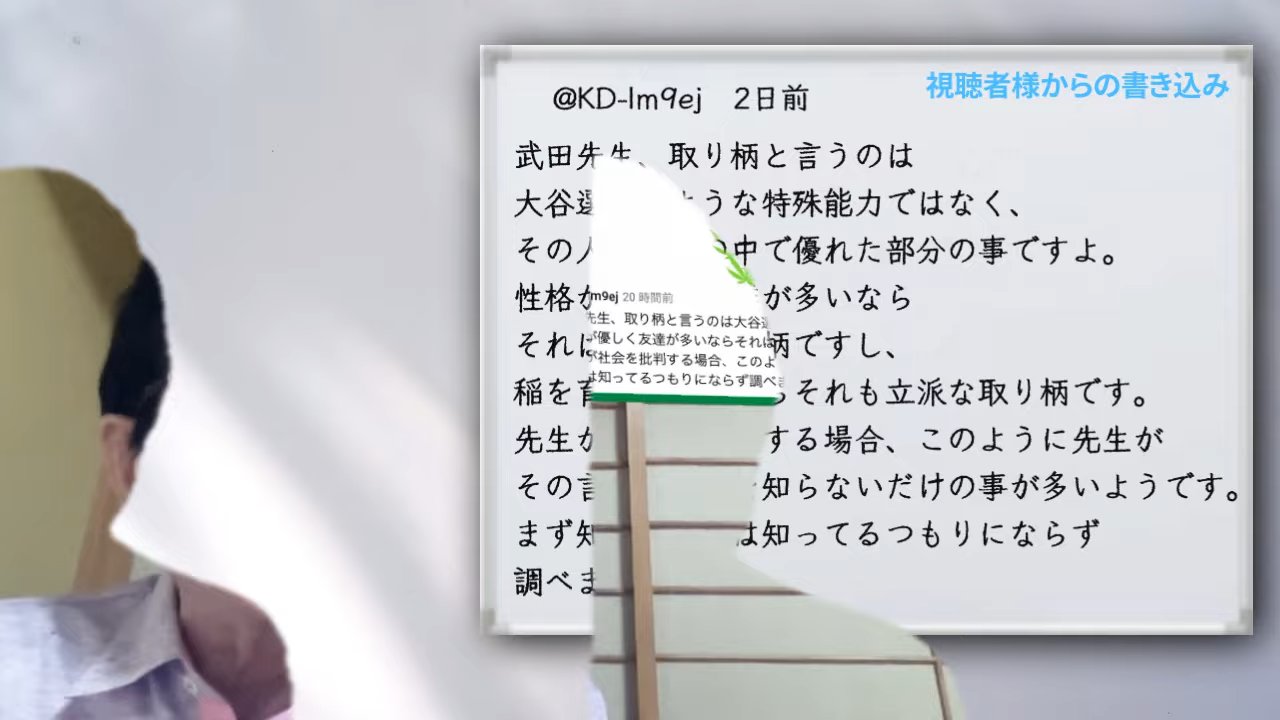 視聴者様からの書き込み
@KD-lm9ej 2日前
武田先生、取り柄と言うのは
大谷選 ような特殊能力ではなく、
その人 の中で優れた部分の事ですよ。
性格が が多いなら
それは 柄ですし、
稲を育 らそれも立派な取り柄です。
先生が する場合、このように先生が
その言 を知らないだけの事が多いようです。
まず知 は知ってるつもりにならず
調べま
m9ej 20 時間前
先生、取り柄と言うのは大谷選
が優しく友達が多いならそれは
が社会を批判する場合、このよ
は知ってるつもりにならず調べま